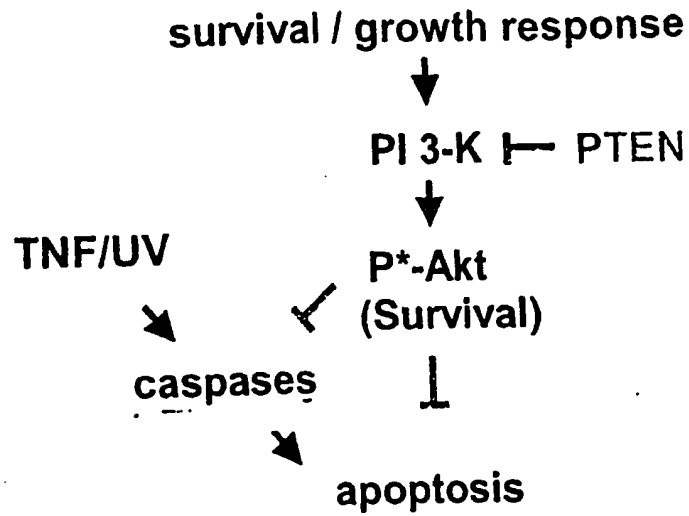 survival / growth response
PI 3-K PTEN
TNF/UV
P*-Akt
(Survival)
caspases
apoptosis